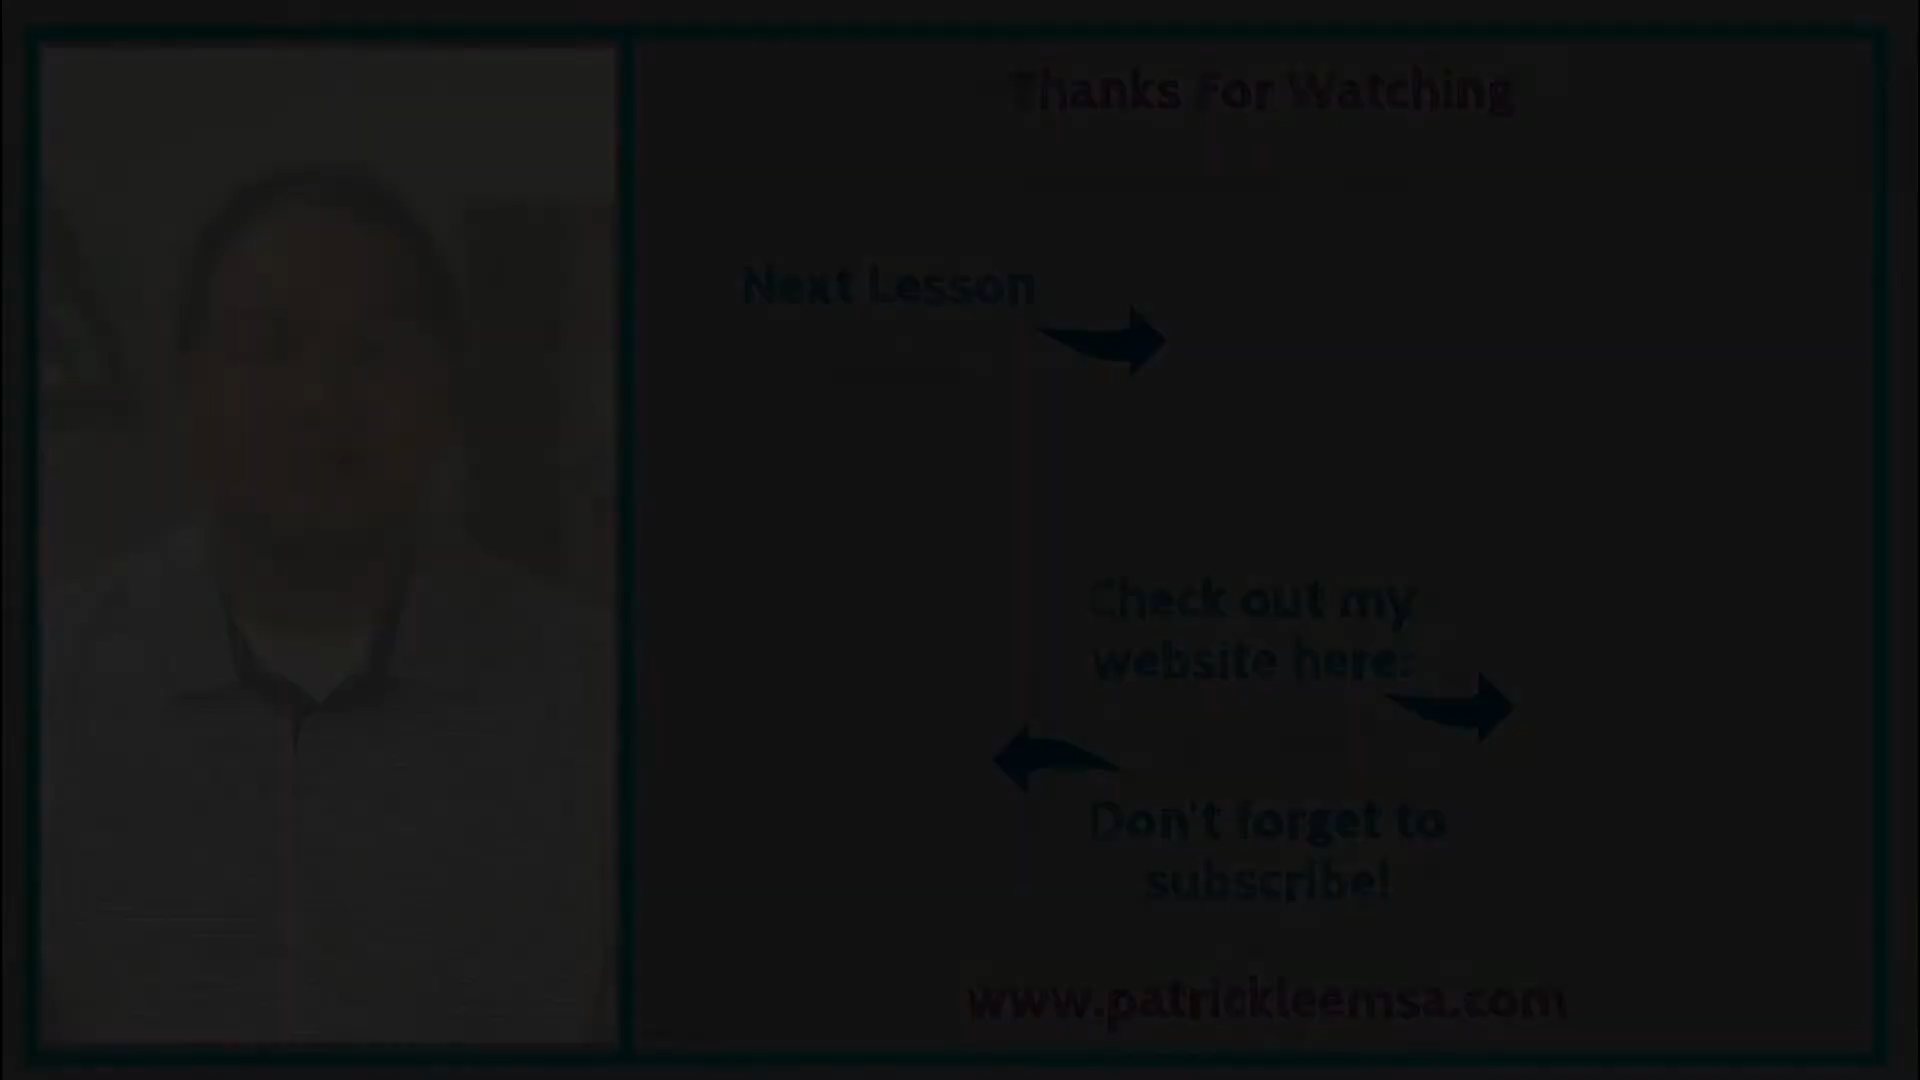 Thanks For Watching
Next Lesson
Check out my
website here:
Don't forget to
subscribe!
www.patrickleemsa.com